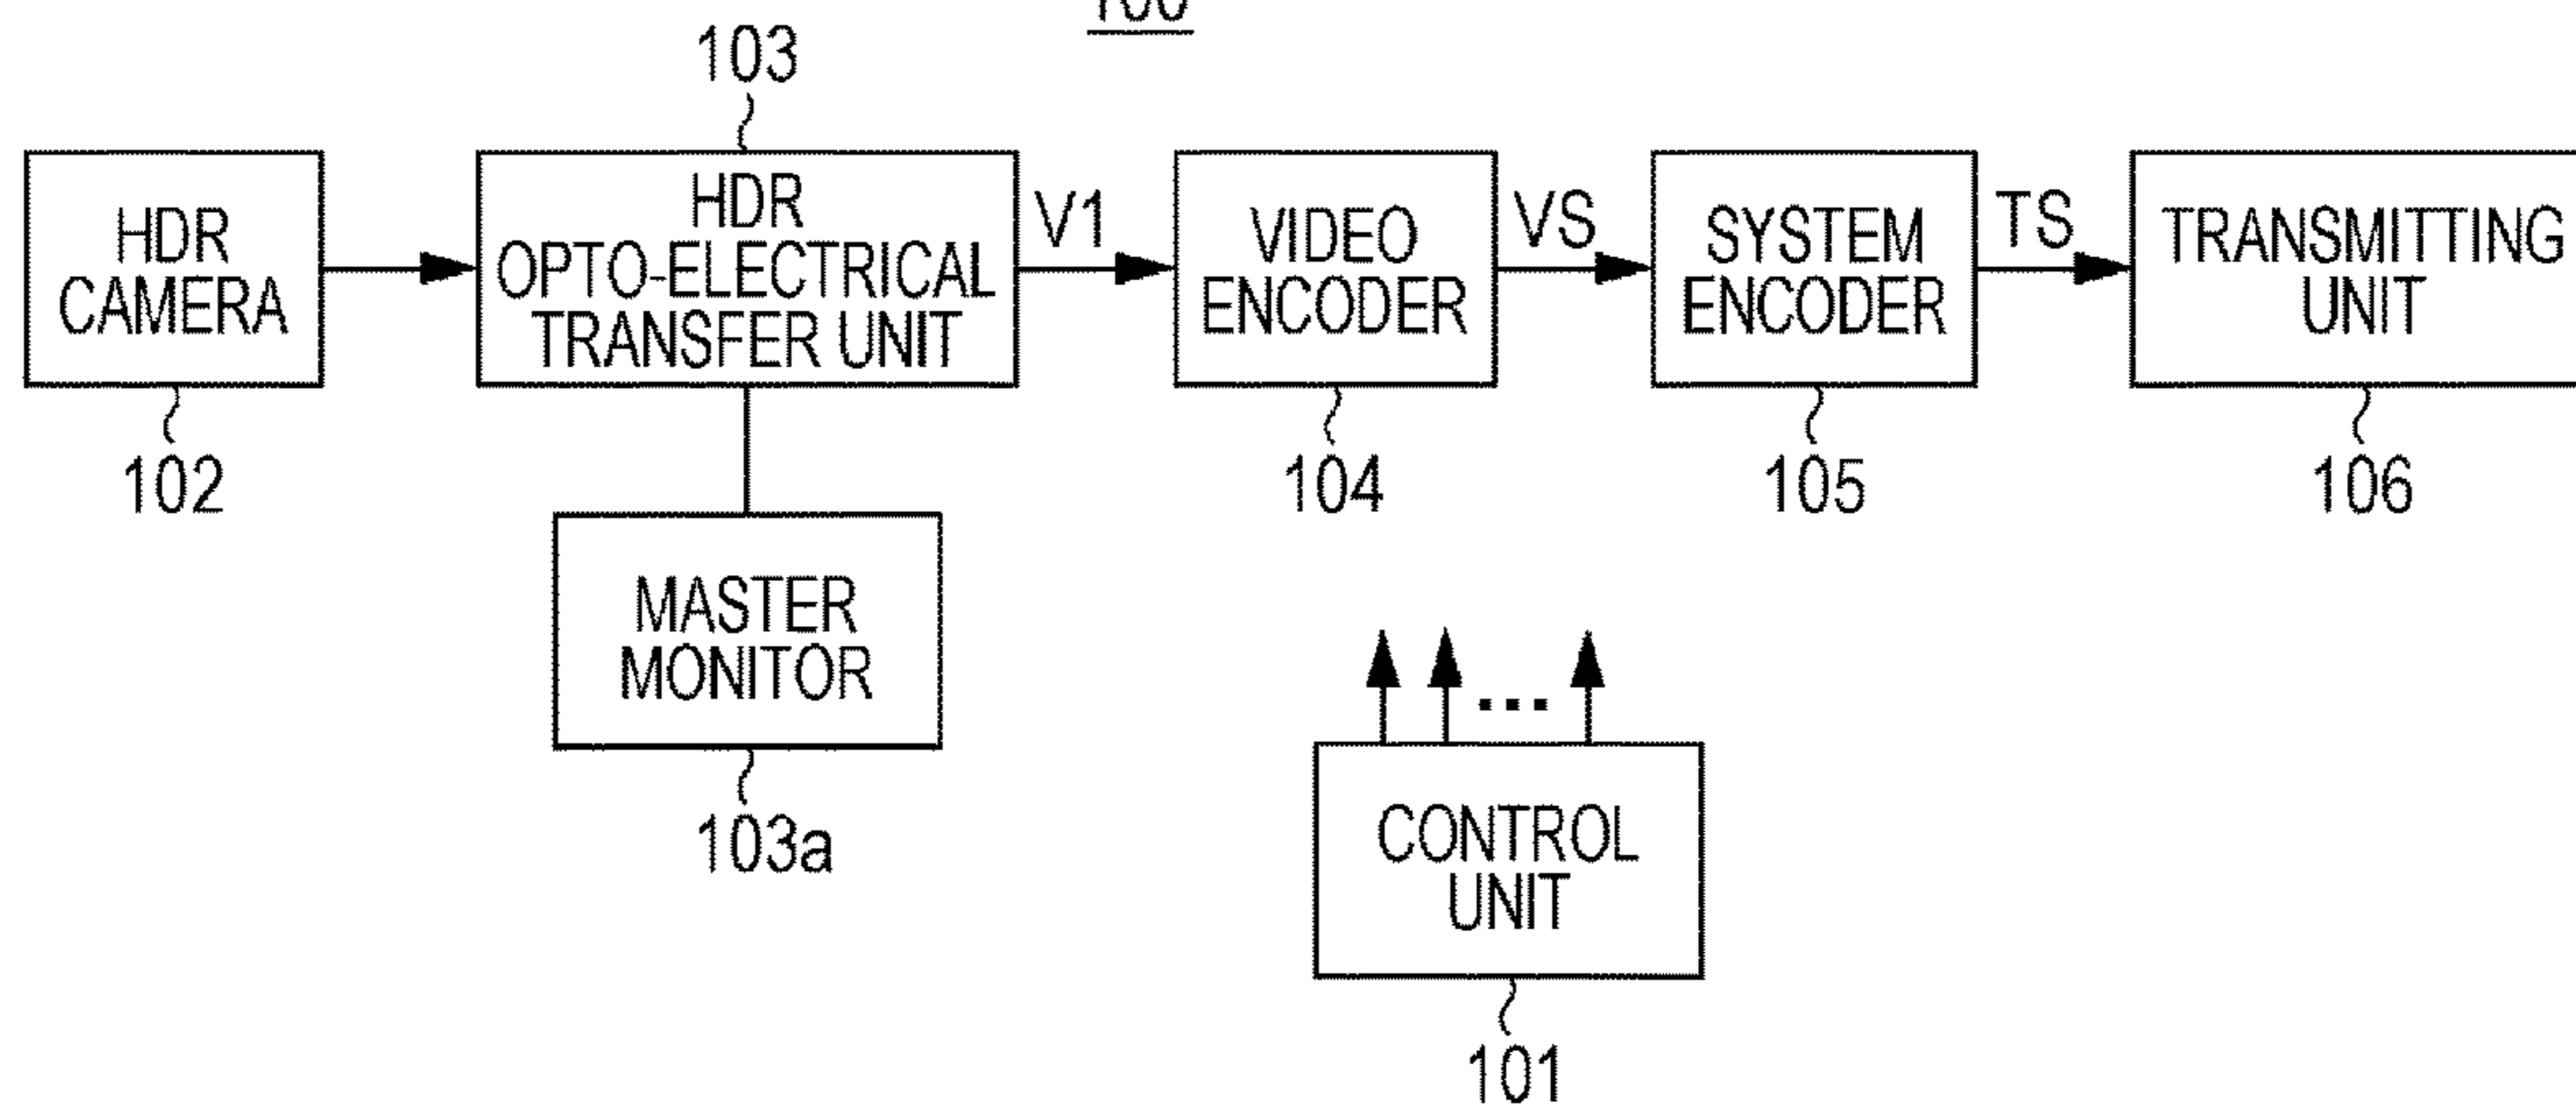 103
HDR
CAMERA
HDR
OPTO-ELECTRICAL
TRANSFER UNIT
V1
VIDEO
ENCODER
VS
SYSTEM
ENCODER
TS
TRANSMITTING
UNIT
102
104
105
106
MASTER
MONITOR
103a
...
CONTROL
UNIT
101